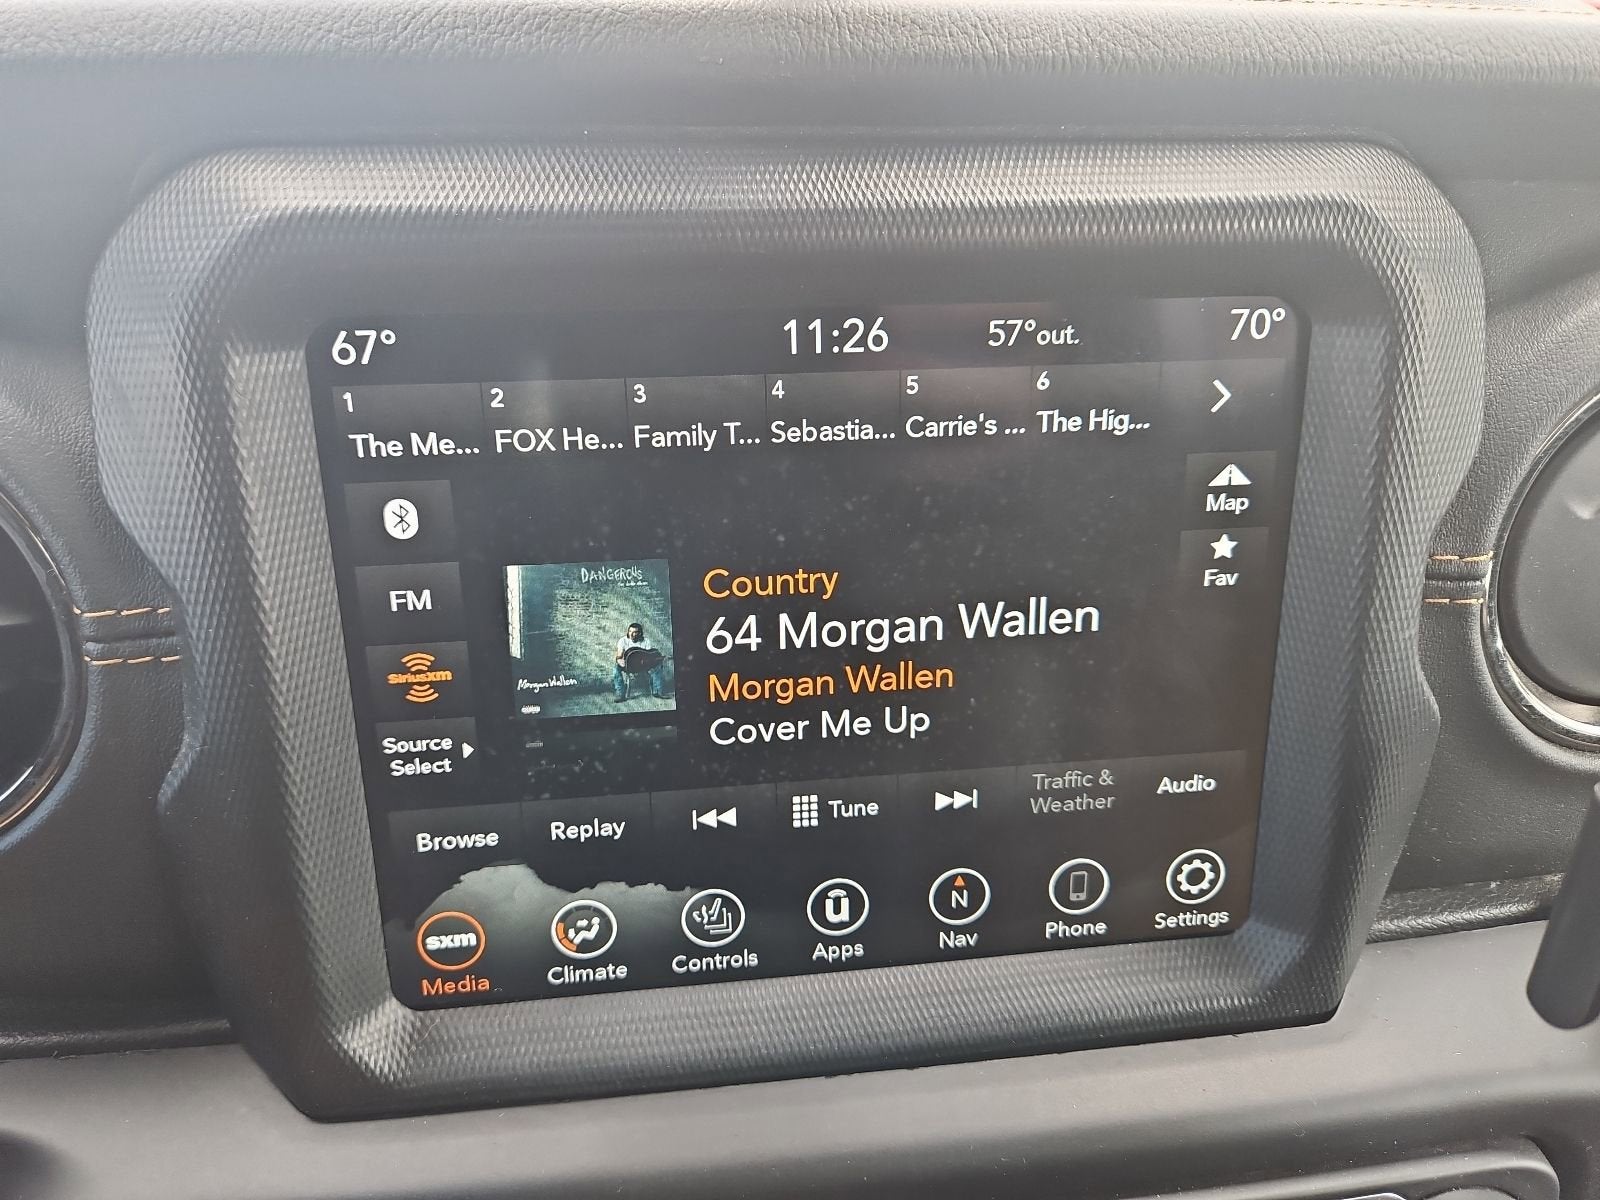 67° 11:26 57°out. 70°
1 2 3 4 5 6
The Me... FOX He... Family T... Sebastia... Carrie's ... The Hig...
Map
Fav
FM
SiriusXM
Source
Select
DANGEROUS
Morgan Wallen
Country
64 Morgan Wallen
Morgan Wallen
Cover Me Up
Browse Replay Tune Traffic &
Weather Audio
sxm
u
N
Media Climate Controls Apps Nav Phone Settings